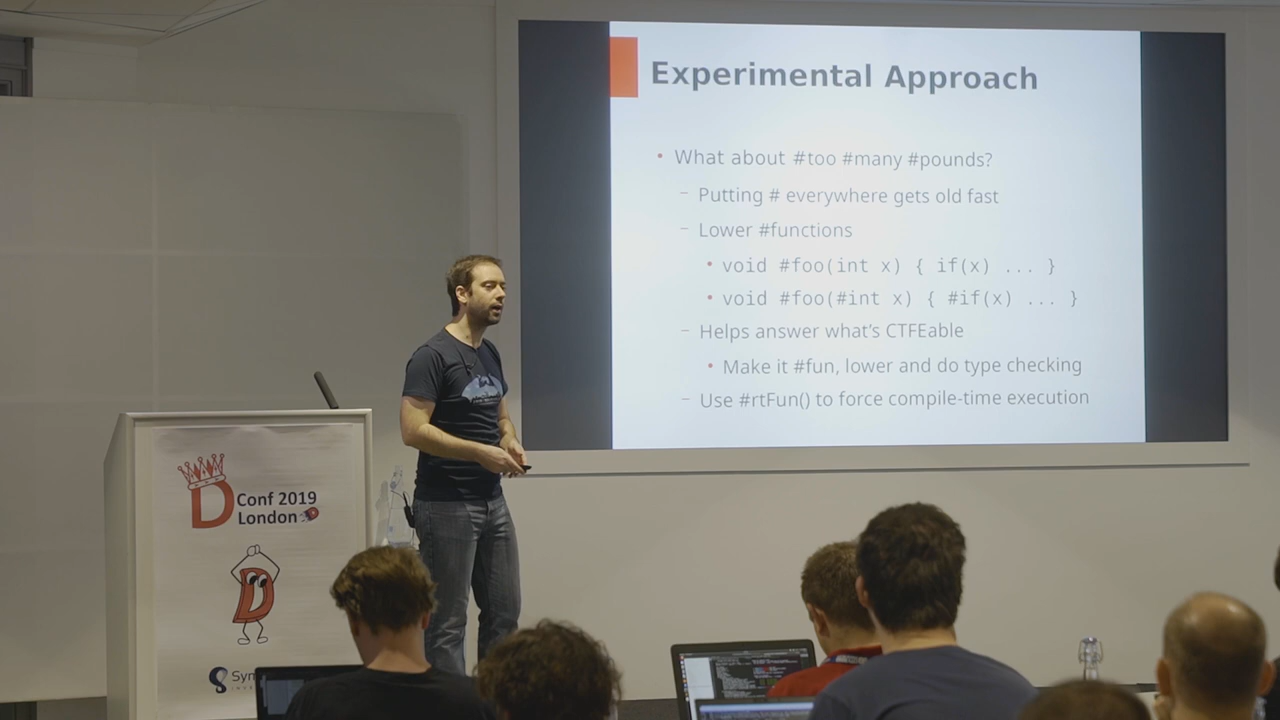 Experimental Approach
• What about #too #many #pounds?
– Putting # everywhere gets old fast
– Lower #functions
• void #foo(int x) { if(x) ... }
• void #foo(#int x) { #if(x) ... }
– Helps answer what's CTFEable
• Make it #fun, lower and do type checking
– Use #rtFun() to force compile-time execution
D
Conf 2019
London